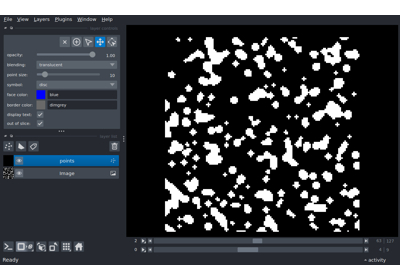 File View Layers Plugins Window Help
opacity: 1.00
blending: translucent
point size: 10
symbol: disc
face color: blue
border color: dimgrey
display text:
out of slice:
points
Image
2
0
Ready
activity